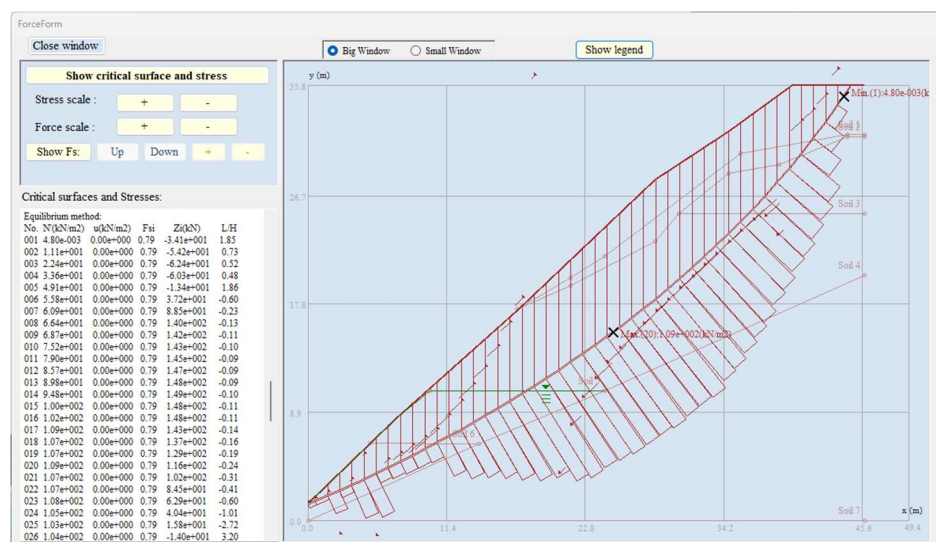 ForceForm
Close window
Big Window
Small Window
Show legend
Show critical surface and stress
Stress scale :
+
-
Force scale :
+
-
Show Fs:
Up
Down
+
-
Critical surfaces and Stresses:
Equilibrium method:
No. N'(kN/m2) u(kN/m2) Fsi Zi(kN) L/H
001 4.80e-003 0.00e+000 0.79 -3.41e+001 1.85
002 1.11e+001 0.00e+000 0.79 -5.42e+001 0.73
003 2.24e+001 0.00e+000 0.79 -6.24e+001 0.52
004 3.36e+001 0.00e+000 0.79 -6.03e+001 0.48
005 4.91e+001 0.00e+000 0.79 -1.34e+001 1.86
006 5.58e+001 0.00e+000 0.79 3.72e+001 -0.60
007 6.09e+001 0.00e+000 0.79 8.85e+001 -0.23
008 6.64e+001 0.00e+000 0.79 1.40e+002 -0.13
009 6.87e+001 0.00e+000 0.79 1.42e+002 -0.11
010 7.52e+001 0.00e+000 0.79 1.43e+002 -0.10
011 7.90e+001 0.00e+000 0.79 1.45e+002 -0.09
012 8.57e+001 0.00e+000 0.79 1.47e+002 -0.09
013 8.98e+001 0.00e+000 0.79 1.48e+002 -0.09
014 9.48e+001 0.00e+000 0.79 1.49e+002 -0.10
015 1.00e+002 0.00e+000 0.79 1.48e+002 -0.11
016 1.02e+002 0.00e+000 0.79 1.48e+002 -0.11
017 1.09e+002 0.00e+000 0.79 1.43e+002 -0.14
018 1.07e+002 0.00e+000 0.79 1.37e+002 -0.16
019 1.07e+002 0.00e+000 0.79 1.29e+002 -0.19
020 1.09e+002 0.00e+000 0.79 1.16e+002 -0.24
021 1.07e+002 0.00e+000 0.79 1.02e+002 -0.31
022 1.07e+002 0.00e+000 0.79 8.45e+001 -0.41
023 1.08e+002 0.00e+000 0.79 6.29e+001 -0.60
024 1.05e+002 0.00e+000 0.79 4.04e+001 -1.01
025 1.03e+002 0.00e+000 0.79 1.58e+001 -2.72
026 1.04e+002 0.00e+000 0.79 -1.40e+001 3.20
y (m)
35.8
Min.(1):4.80e-003(k
Soil 2
26.7
Soil 3
Soil 4
17.8
Max.(20):1.09e+002(kN/m2)
Soil
8.9
Soil 7
x (m)
0.0
0.0
11.4
22.8
34.2
45.6
49.4